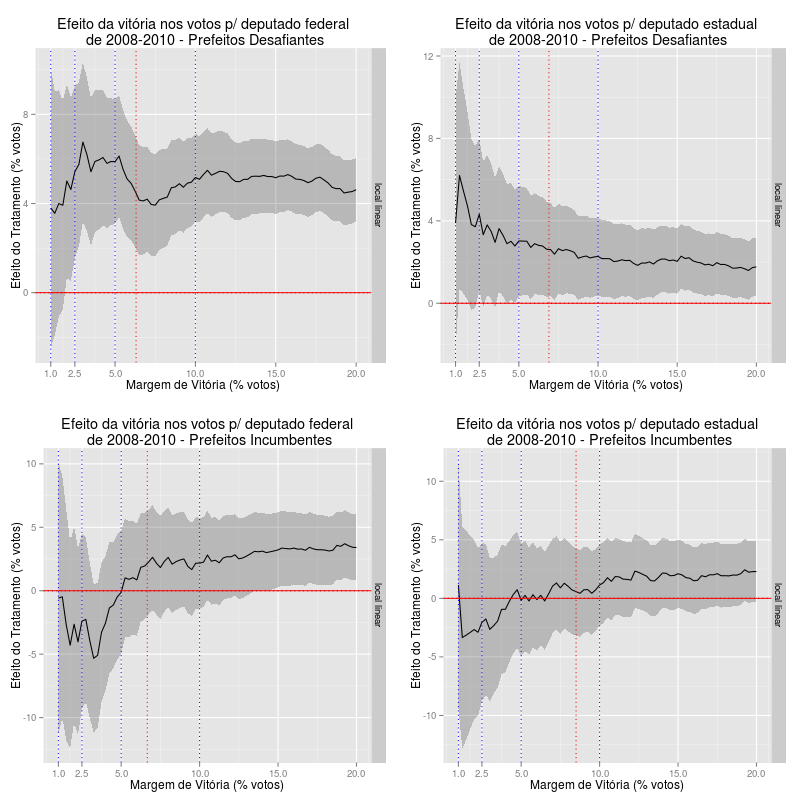 Efeito da vitória nos votos p/ deputado federal
de 2008-2010 - Prefeitos Desafiantes
Efeito do Tratamento (% votos)
8
4
0
local linear
1.0 2.5 5.0 10.0 15.0 20.0
Margem de Vitória (% votos)
Efeito da vitória nos votos p/ deputado estadual
de 2008-2010 - Prefeitos Desafiantes
Efeito do Tratamento (% votos)
12
8
4
0
local linear
1.0 2.5 5.0 10.0 15.0 20.0
Margem de Vitória (% votos)
Efeito da vitória nos votos p/ deputado federal
de 2008-2010 - Prefeitos Incumbentes
Efeito do Tratamento (% votos)
10
5
0
-5
-10
local linear
1.0 2.5 5.0 10.0 15.0 20.0
Margem de Vitória (% votos)
Efeito da vitória nos votos p/ deputado estadual
de 2008-2010 - Prefeitos Incumbentes
Efeito do Tratamento (% votos)
10
5
0
-5
-10
local linear
1.0 2.5 5.0 10.0 15.0 20.0
Margem de Vitória (% votos)